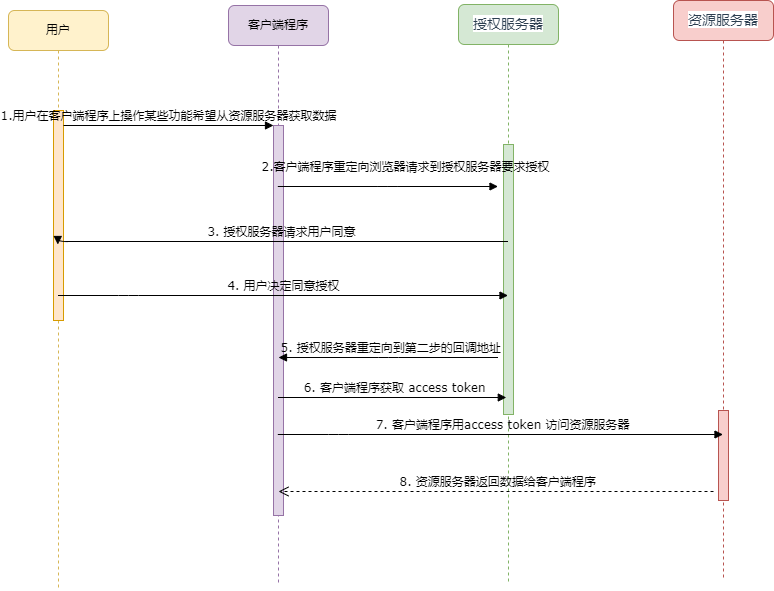 用户
客户端程序
授权服务器
资源服务器
1.用户在客户端程序上操作某些功能希望从资源服务器获取数据
2.客户端程序重定向浏览器请求到授权服务器要求授权
3. 授权服务器请求用户同意
4. 用户决定同意授权
5. 授权服务器重定向到第二步的回调地址
6. 客户端程序获取 access token
7. 客户端程序用access token 访问资源服务器
8. 资源服务器返回数据给客户端程序